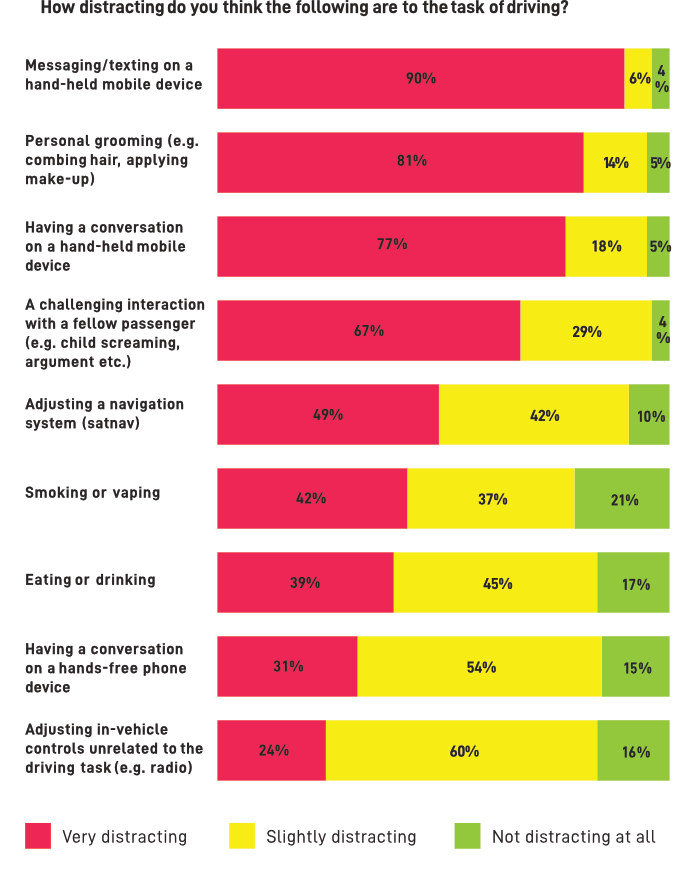 How distracting do you think the following are to the task of driving?
Messaging/texting on a
hand-held mobile device
90%
6%
4
%
Personal grooming (e.g.
combing hair, applying
make-up)
81%
14%
5%
Having a conversation
on a hand-held mobile
device
77%
18%
5%
A challenging interaction
with a fellow passenger
(e.g. child screaming,
argument etc.)
67%
29%
4
%
Adjusting a navigation
system (satnav)
49%
42%
10%
Smoking or vaping
42%
37%
21%
Eating or drinking
39%
45%
17%
Having a conversation
on a hands-free phone
device
31%
54%
15%
Adjusting in-vehicle
controls unrelated to the
driving task (e.g. radio)
24%
60%
16%
Very distracting
Slightly distracting
Not distracting at all